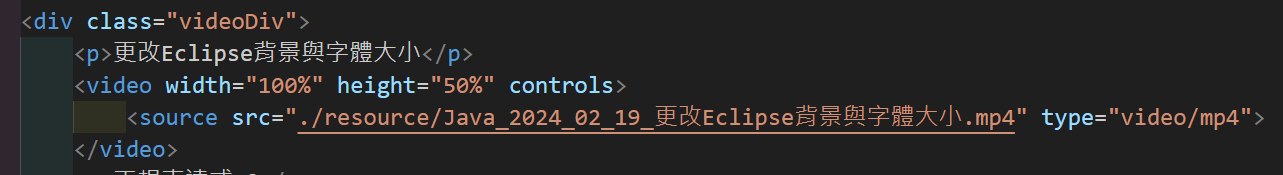 <div class="videoDiv">
<p>更改Eclipse背景與字體大小</p>
<video width="100%" height="50%" controls>
<source src="./resource/Java_2024_02_19_更改Eclipse背景與字體大小.mp4" type="video/mp4">
</video>